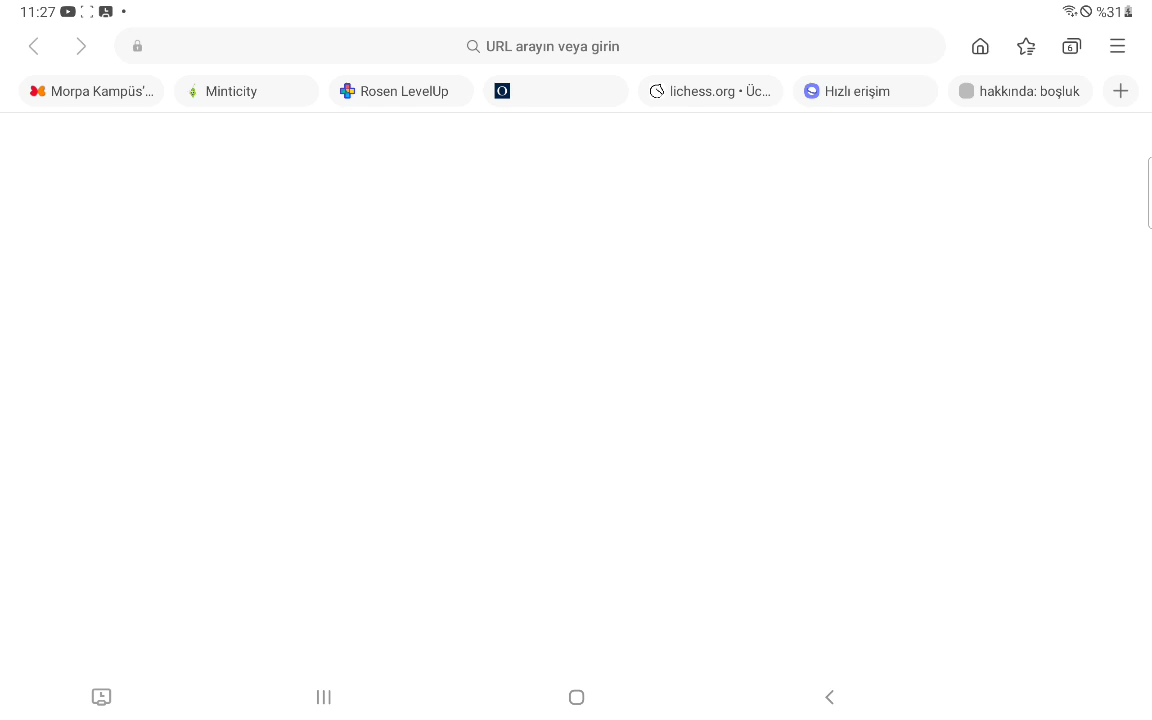 11:27 %31
URL arayın veya girin 6
Morpa Kampüs'... Minticity Rosen LevelUp O lichess.org • Üc... Hızlı erişim hakkında: boşluk